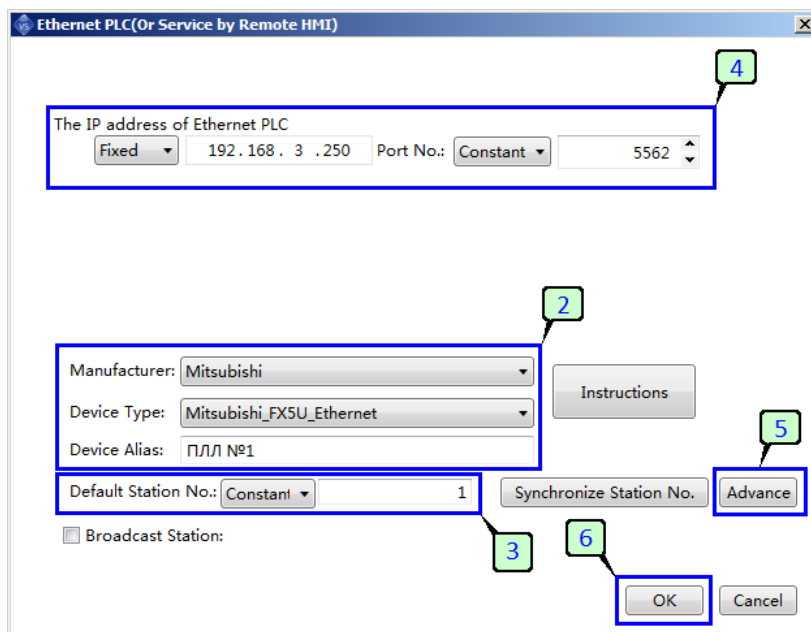 Ethernet PLC(Or Service by Remote HMI)
4
The IP address of Ethernet PLC
Fixed 192.168. 3 .250 Port No.: Constant 5562
2
Manufacturer: Mitsubishi
Instructions
Device Type: Mitsubishi_FX5U_Ethernet
5
Device Alias: ПЛЛ №1
Default Station No.: Constant 1 Synchronize Station No. Advance
Broadcast Station:
3
6
OK Cancel